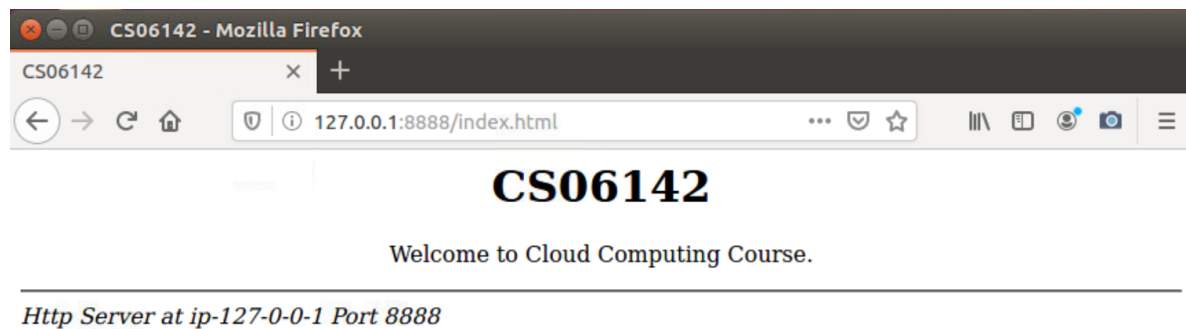 CS06142 - Mozilla Firefox
CS06142
127.0.0.1:8888/index.html
CS06142
Welcome to Cloud Computing Course.
Http Server at ip-127-0-0-1 Port 8888